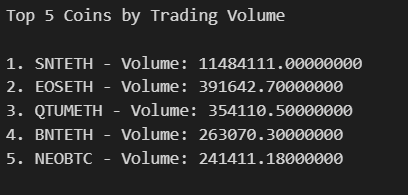 Top 5 Coins by Trading Volume
1. SNTETH - Volume: 11484111.00000000
2. EOSETH - Volume: 391642.70000000
3. QTUMETH - Volume: 354110.50000000
4. BNTETH - Volume: 263070.30000000
5. NEOBTC - Volume: 241411.18000000